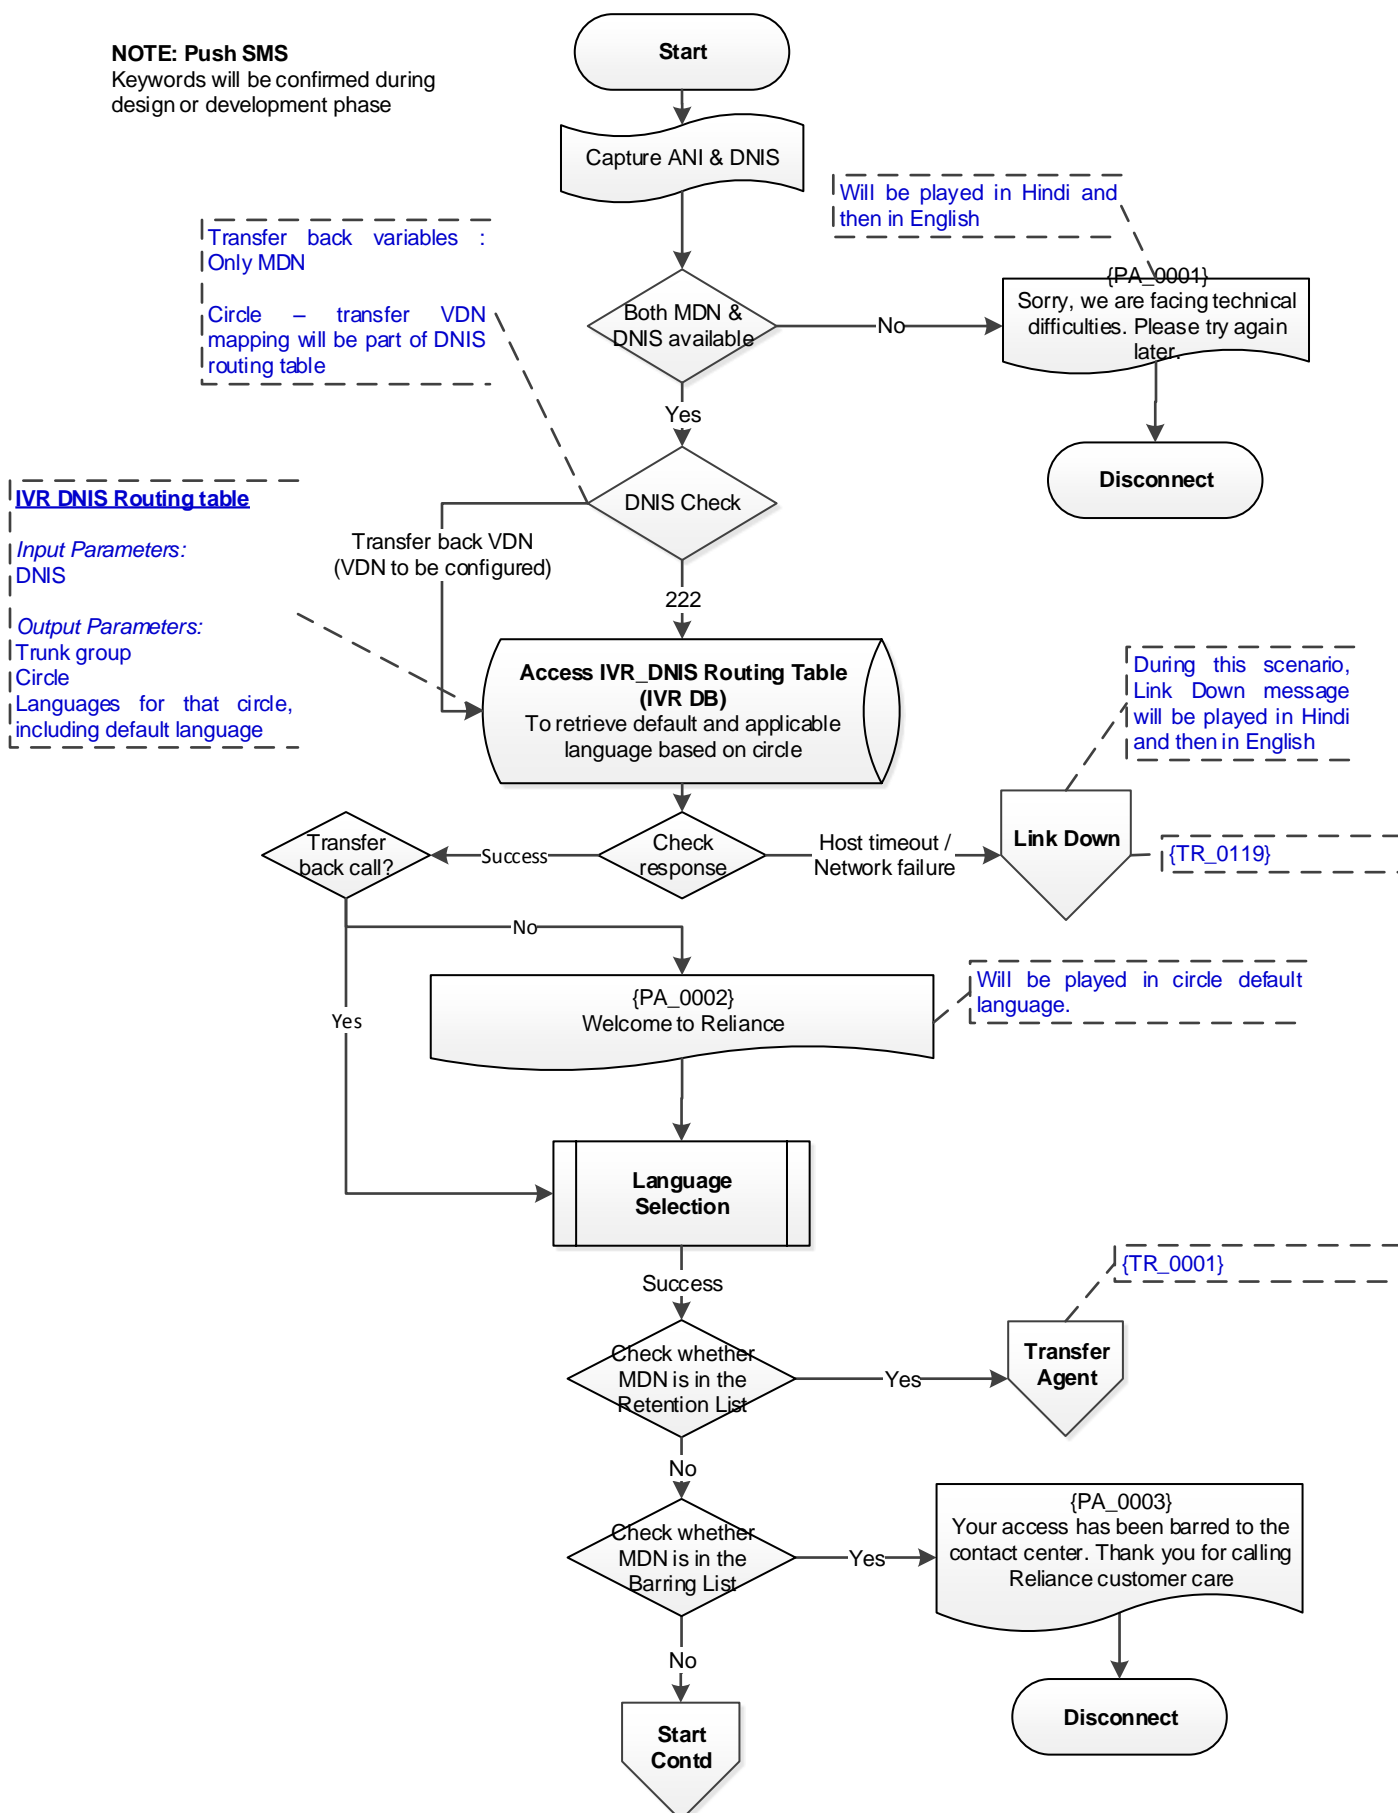 NOTE: Push SMS
Keywords will be confirmed during
design or development phase
Start
Capture ANI & DNIS
Will be played in Hindi and
then in English
Transfer back variables :
Only MDN
Circle – transfer VDN
mapping will be part of DNIS
routing table
Both MDN &
DNIS available
No
{PA_0001}
Sorry, we are facing technical
difficulties. Please try again
later.
Yes
Disconnect
DNIS Check
IVR DNIS Routing table
Input Parameters:
DNIS
Output Parameters:
Trunk group
Circle
Languages for that circle,
including default language
Transfer back VDN
(VDN to be configured)
222
Access IVR_DNIS Routing Table
(IVR DB)
To retrieve default and applicable
language based on circle
During this scenario,
Link Down message
will be played in Hindi
and then in English
Transfer
back call?
Success
Check
response
Host timeout /
Network failure
Link Down
{TR_0119}
No
{PA_0002}
Welcome to Reliance
Will be played in circle default
language.
Yes
Language
Selection
Success
{TR_0001}
Check whether
MDN is in the
Retention List
Yes
Transfer
Agent
No
Check whether
MDN is in the
Barring List
Yes
{PA_0003}
Your access has been barred to the
contact center. Thank you for calling
Reliance customer care
No
Disconnect
Start
Contd